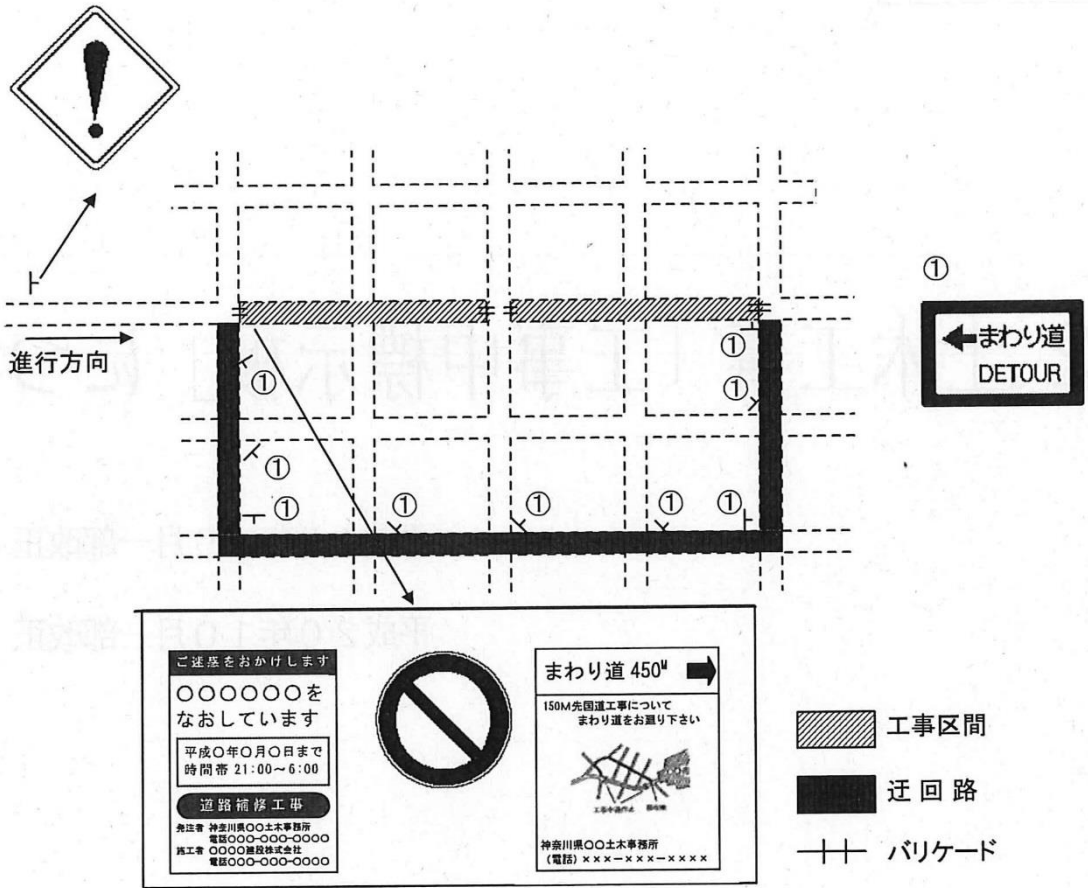 進行方向
①
①
①
①
①
①
①
①
①
①
まわり道
DETOUR
ご迷惑をおかけします
○○○○○○を
なおしています
平成○年○月○日まで
時間帯 21:00～6:00
道路補修工事
発注者 神奈川県○○土木事務所
電話○○○-○○○-○○○○
施工者 ○○○○建設株式会社
電話○○○-○○○-○○○○
まわり道 450M
150M先国道工事について
まわり道をお廻り下さい
神奈川県○○土木事務所
(電話) ×××-×××-××××
工事区間
迂回路
バリケード